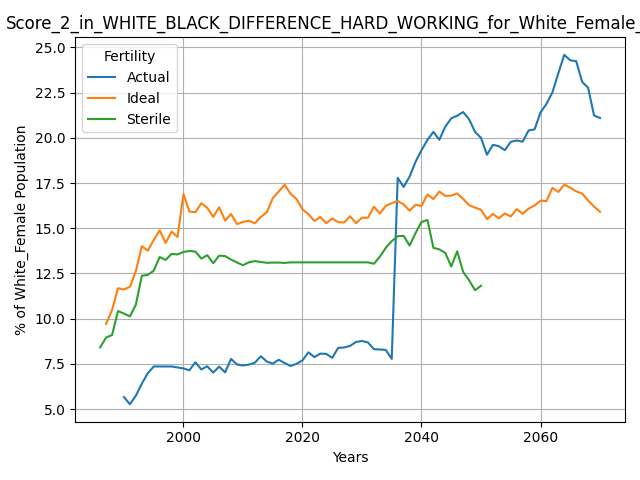 Score_2_in_WHITE_BLACK_DIFFERENCE_HARD_WORKING_for_White_Female_
25.0
22.5
20.0
17.5
15.0
12.5
10.0
7.5
5.0
% of White_Female Population
Fertility
Actual
Ideal
Sterile
2000
2020
2040
2060
Years